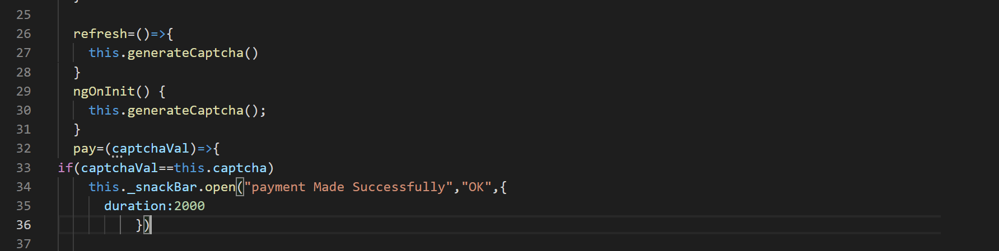 25
26 refresh=()=>{
27 this.generateCaptcha()
28 }
29 ngOnInit() {
30 this.generateCaptcha();
31 }
32 pay=(captchaVal)=>{
33 if(captchaVal==this.captcha)
34 this._snackBar.open("payment Made Successfully","OK",{
35 duration:2000
36 })
37